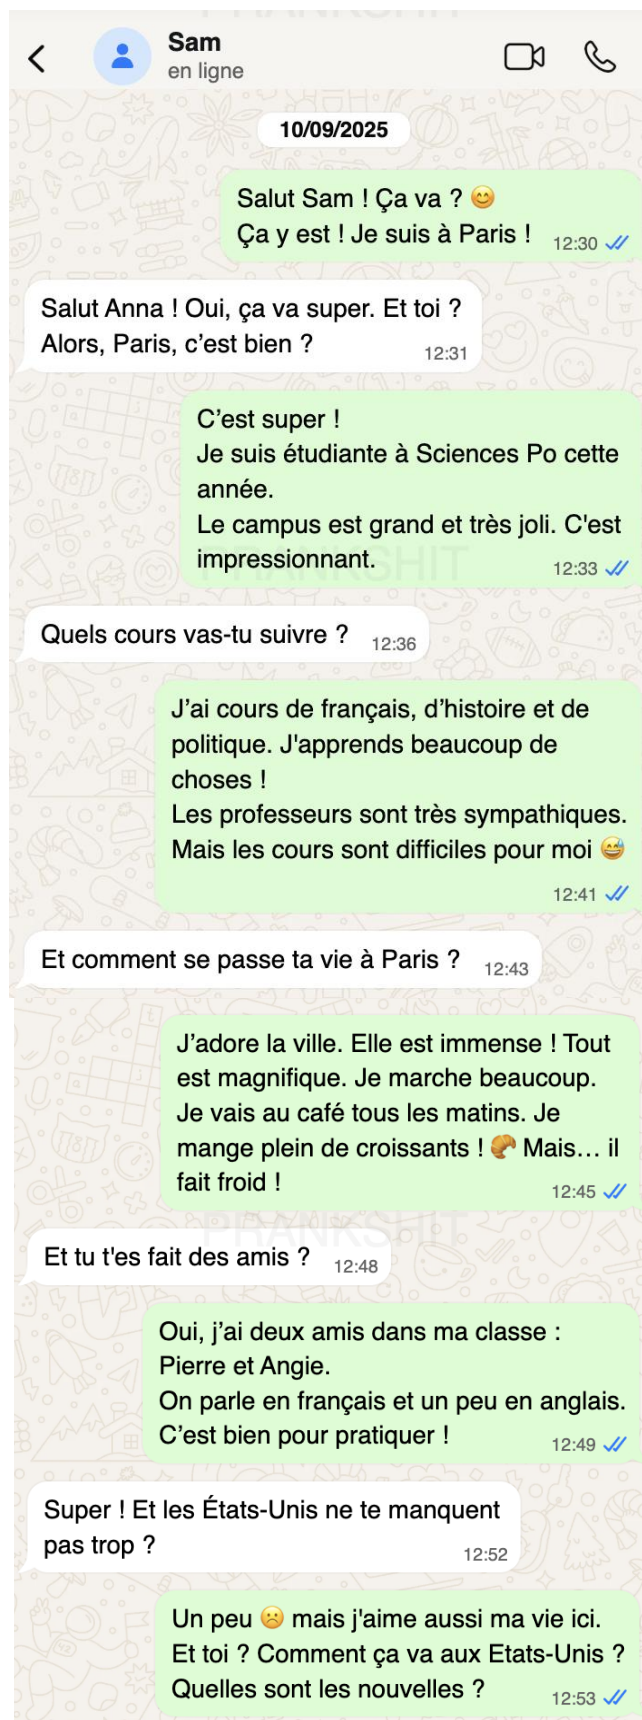 Sam
en ligne
10/09/2025
Salut Sam ! Ça va ? 😊
Ça y est ! Je suis à Paris !
12:30
Salut Anna ! Oui, ça va super. Et toi ?
Alors, Paris, c’est bien ?
12:31
C’est super !
Je suis étudiante à Sciences Po cette
année.
Le campus est grand et très joli. C'est
impressionnant.
12:33
PRANKSHIT
Quels cours vas-tu suivre ?
12:36
J’ai cours de français, d’histoire et de
politique. J'apprends beaucoup de
choses !
Les professeurs sont très sympathiques.
Mais les cours sont difficiles pour moi 😅
12:41
Et comment se passe ta vie à Paris ?
12:43
J’adore la ville. Elle est immense ! Tout
est magnifique. Je marche beaucoup.
Je vais au café tous les matins. Je
mange plein de croissants ! 🥐 Mais… il
fait froid !
12:45
PRANKSHIT
Et tu t'es fait des amis ?
12:48
Oui, j’ai deux amis dans ma classe :
Pierre et Angie.
On parle en français et un peu en anglais.
C’est bien pour pratiquer !
12:49
Super ! Et les États-Unis ne te manquent
pas trop ?
12:52
Un peu ☹️ mais j'aime aussi ma vie ici.
Et toi ? Comment ça va aux Etats-Unis ?
Quelles sont les nouvelles ?
12:53